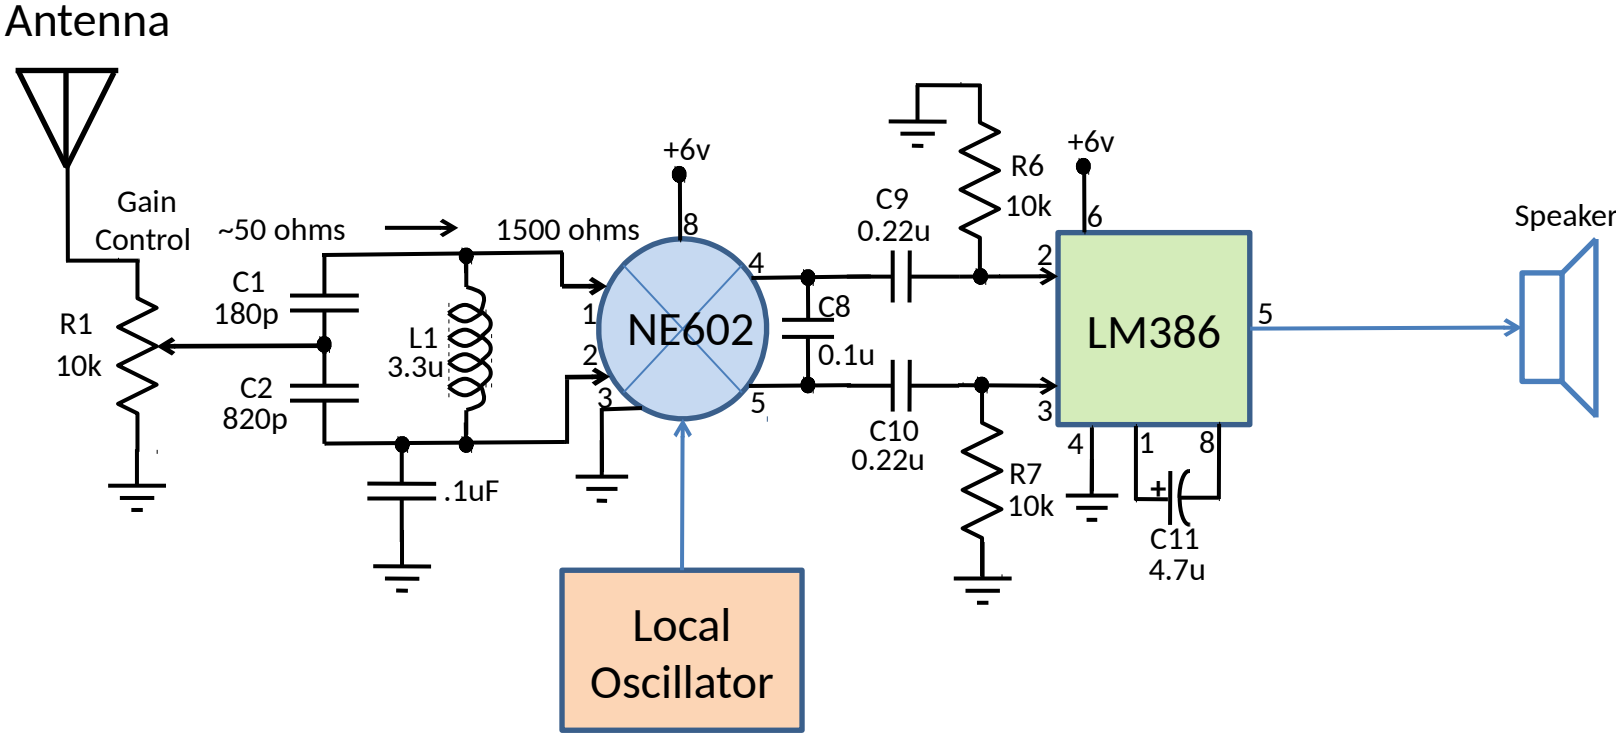 Antenna
Gain
Control
~50 ohms
1500 ohms
R1
10k
C1
180p
C2
820p
L1
3.3u
.1uF
+6v
8
1
2
3
NE602
4
5
Local
Oscillator
C8
0.1u
C9
0.22u
C10
0.22u
R6
10k
R7
10k
+6v
6
2
3
LM386
5
4
1
8
+
C11
4.7u
Speaker